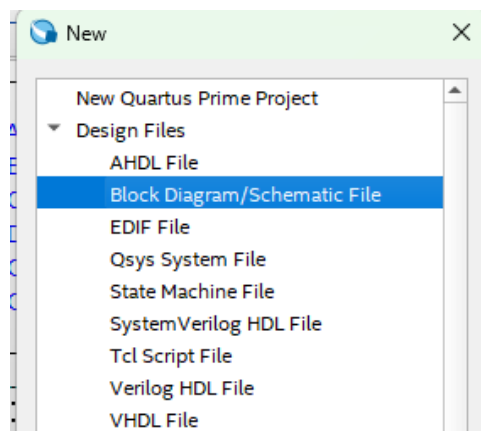 New
New Quartus Prime Project
Design Files
AHDL File
Block Diagram/Schematic File
EDIF File
Qsys System File
State Machine File
SystemVerilog HDL File
Tcl Script File
Verilog HDL File
VHDL File